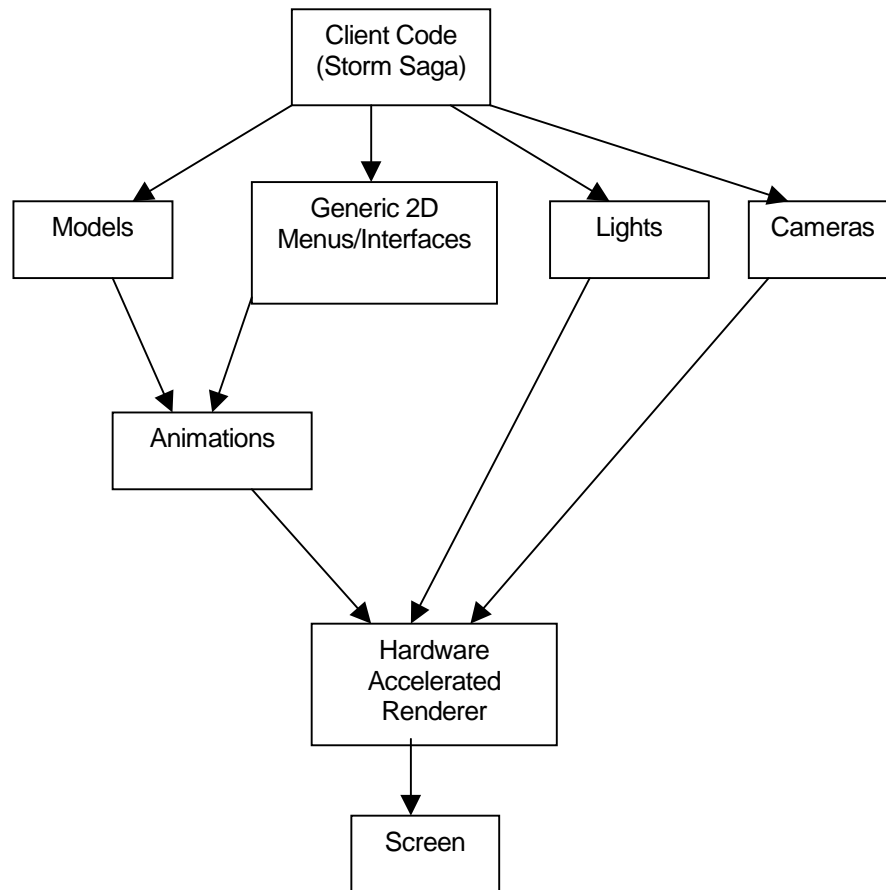 Client Code
(Storm Saga)
Models
Generic 2D
Menus/Interfaces
Lights
Cameras
Animations
Hardware
Accelerated
Renderer
Screen